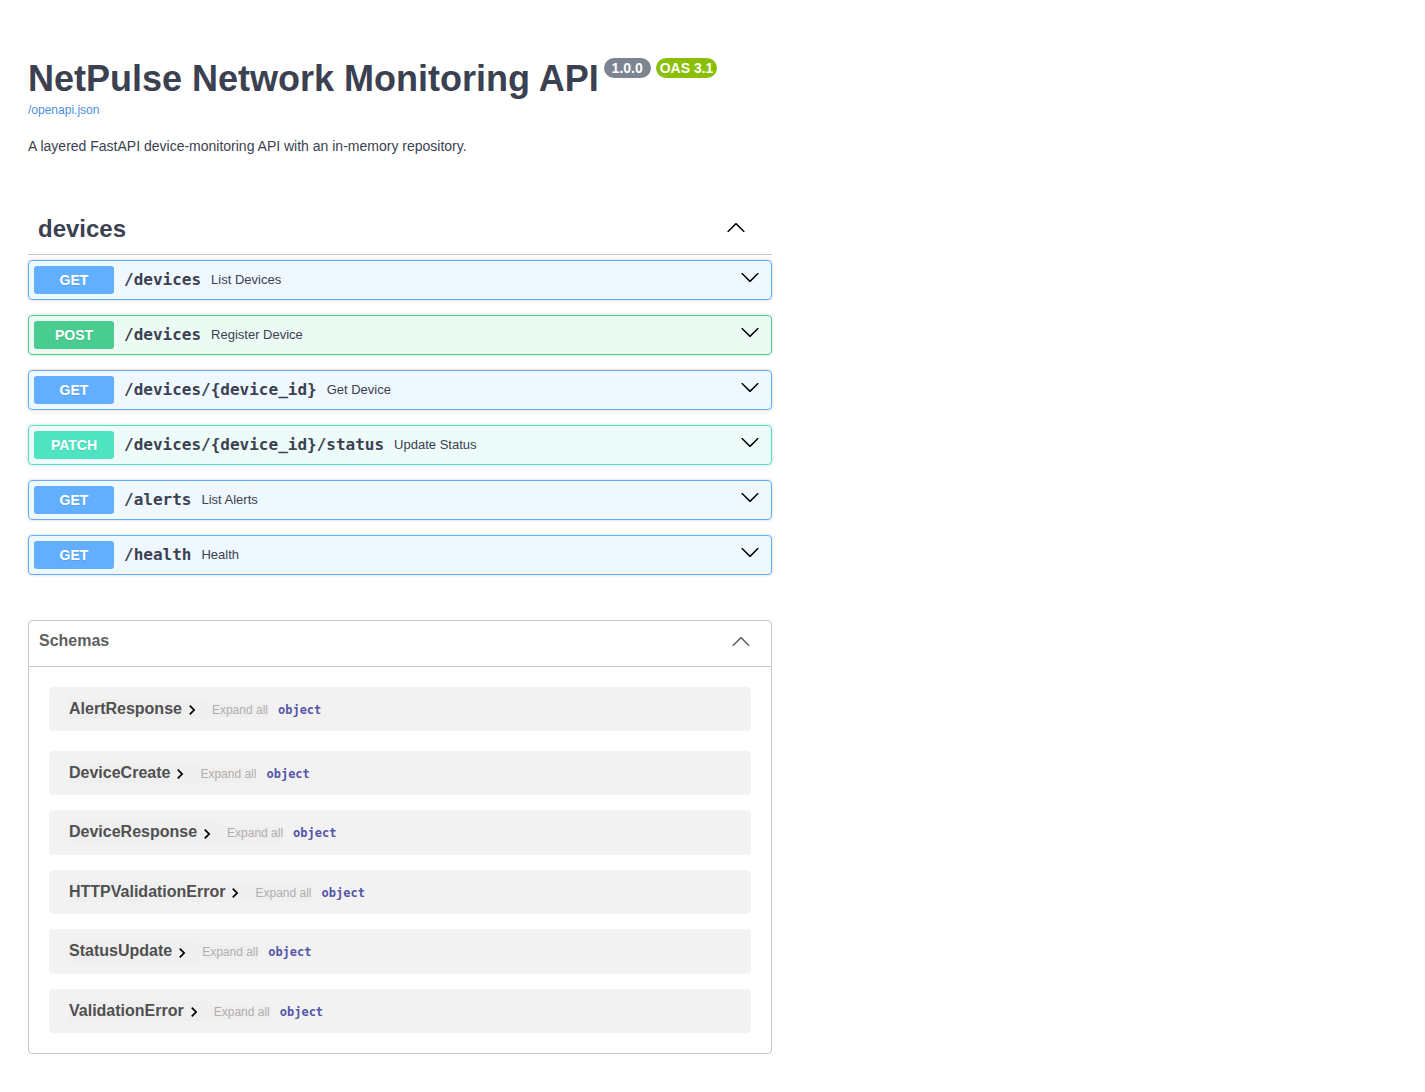 NetPulse Network Monitoring API 1.0.0 OAS 3.1
/openapi.json
A layered FastAPI device-monitoring API with an in-memory repository.
devices
GET /devices List Devices
POST /devices Register Device
GET /devices/{device_id} Get Device
PATCH /devices/{device_id}/status Update Status
GET /alerts List Alerts
GET /health Health
Schemas
AlertResponse Expand all object
DeviceCreate Expand all object
DeviceResponse Expand all object
HTTPValidationError Expand all object
StatusUpdate Expand all object
ValidationError Expand all object